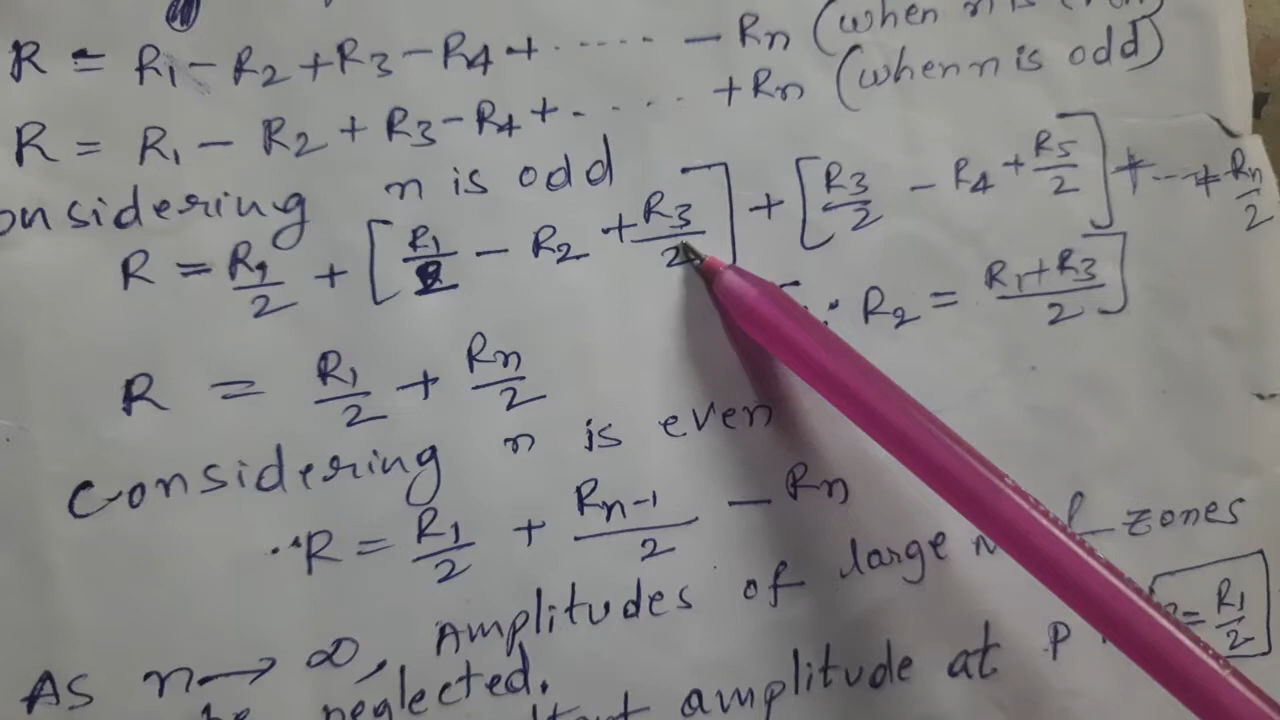 R = R1 - R2 + R3 - R4 + ...... - Rn (when n is
R = R1 - R2 + R3 - R4 + ..... + Rn (when n is odd)
onsidering n is odd
R = R1/2 + [R1/2 - R2 + R3/2] + [R3/2 - R4 + R5/2] + --- + Rn/2
∵ R2 = R1+R3/2]
R = R1/2 + Rn/2
Considering n is even
∴ R = R1/2 + Rn-1/2 - Rn
As n → ∞, Amplitudes of large zones
be neglected.
amplitude at P = R1/2